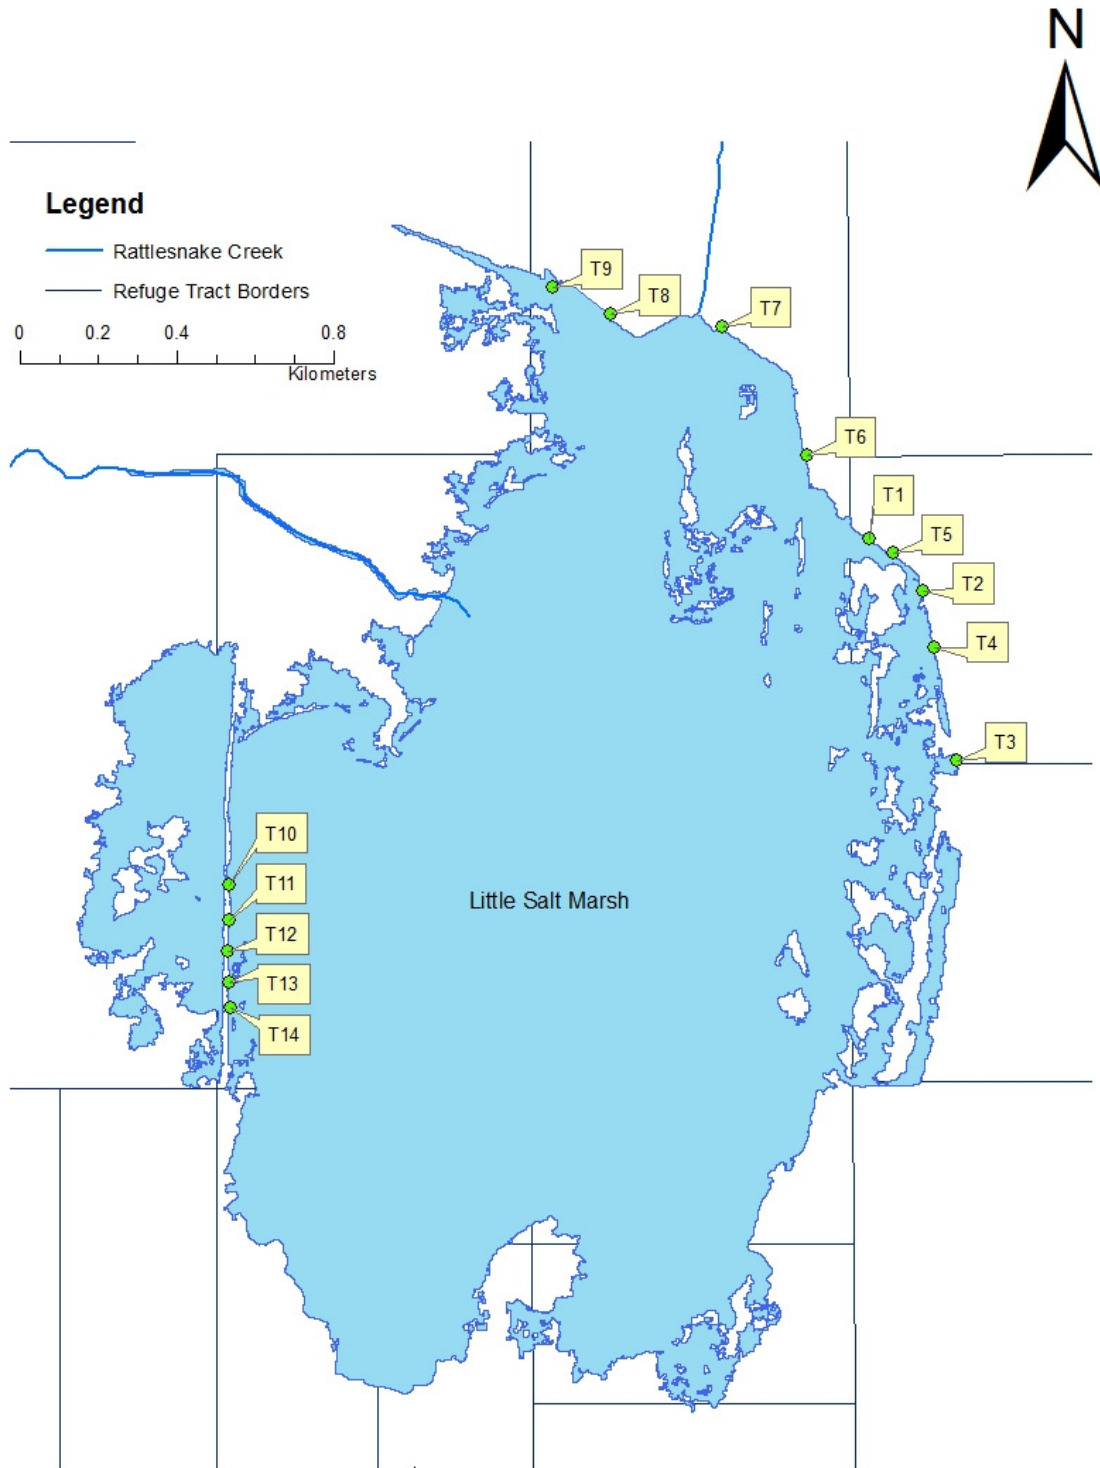 N
Legend
Rattlesnake Creek
Refuge Tract Borders
0 0.2 0.4 0.8
Kilometers
T9
T8
T7
T6
T1
T5
T2
T4
T3
T10
T11
T12
T13
T14
Little Salt Marsh